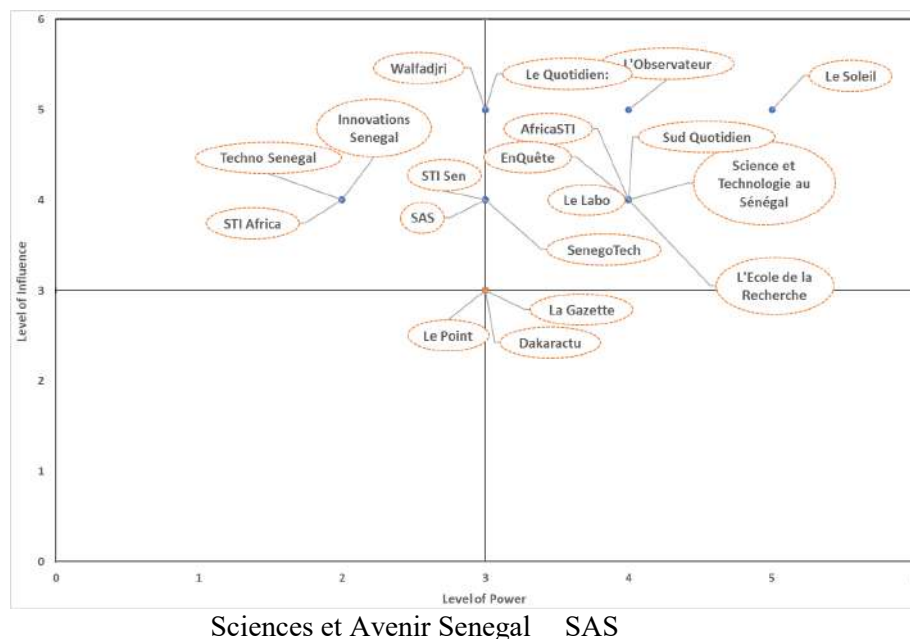 6
Walfadjri
Le Quotidien:
L'Observateur
Le Soleil
5
Innovations
Senegal
AfricaSTI
Sud Quotidien
Techno Senegal
STI Sen
EnQuête
Science et
Technologie au
Sénégal
4
Le Labo
STI Africa
SAS
SenegoTech
L'Ecole de la
Recherche
3
La Gazette
Le Point
Dakaractu
2
1
0
Level of Influence
0 1 2 3 4 5
Level of Power
Sciences et Avenir Senegal SAS